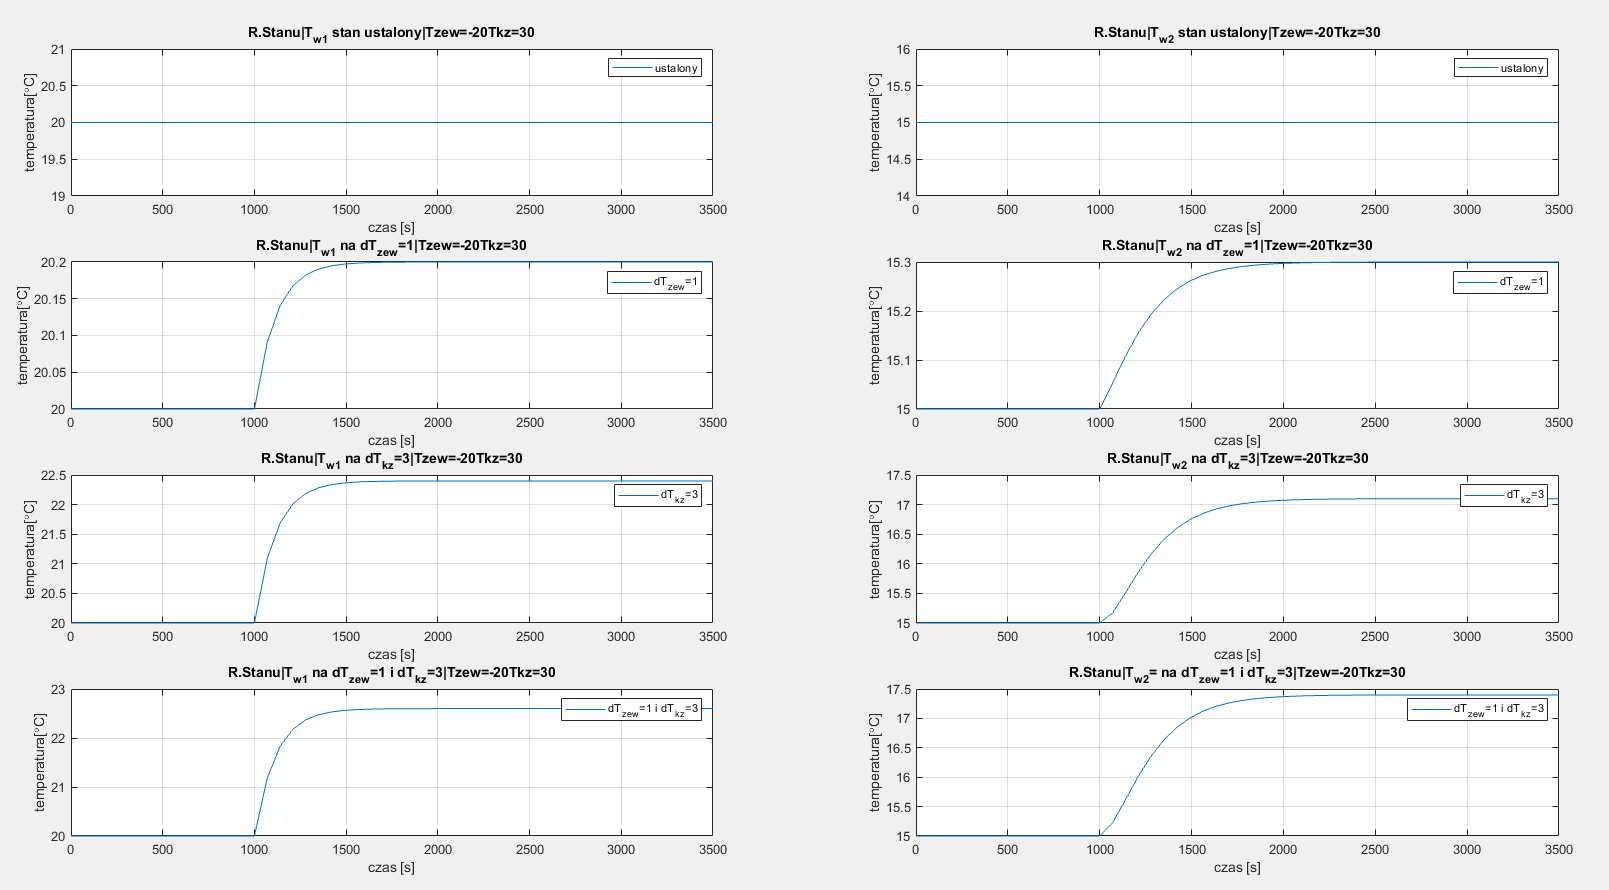 R.Stanu|Tw1 stan ustalony|Tzew=-20Tkz=30
21
20.5
20
19.5
19
temperatura[°C]
ustalony
0 500 1000 1500 2000 2500 3000 3500
czas [s]
R.Stanu|Tw2 stan ustalony|Tzew=-20Tkz=30
16
15.5
15
14.5
14
temperatura[°C]
ustalony
0 500 1000 1500 2000 2500 3000 3500
czas [s]
R.Stanu|Tw1 na dTzew=1|Tzew=-20Tkz=30
20.2
20.15
20.1
20.05
20
temperatura[°C]
dTzew=1
0 500 1000 1500 2000 2500 3000 3500
czas [s]
R.Stanu|Tw2 na dTzew=1|Tzew=-20Tkz=30
15.3
15.2
15.1
15
temperatura[°C]
dTzew=1
0 500 1000 1500 2000 2500 3000 3500
czas [s]
R.Stanu|Tw1 na dTkz=3|Tzew=-20Tkz=30
22.5
22
21.5
21
20.5
20
temperatura[°C]
dTkz=3
0 500 1000 1500 2000 2500 3000 3500
czas [s]
R.Stanu|Tw2 na dTkz=3|Tzew=-20Tkz=30
17.5
17
16.5
16
15.5
15
temperatura[°C]
dTkz=3
0 500 1000 1500 2000 2500 3000 3500
czas [s]
R.Stanu|Tw1 na dTzew=1 i dTkz=3|Tzew=-20Tkz=30
23
22
21
20
temperatura[°C]
dTzew=1 i dTkz=3
0 500 1000 1500 2000 2500 3000 3500
czas [s]
R.Stanu|Tw2= na dTzew=1 i dTkz=3|Tzew=-20Tkz=30
17.5
17
16.5
16
15.5
15
temperatura[°C]
dTzew=1 i dTkz=3
0 500 1000 1500 2000 2500 3000 3500
czas [s]